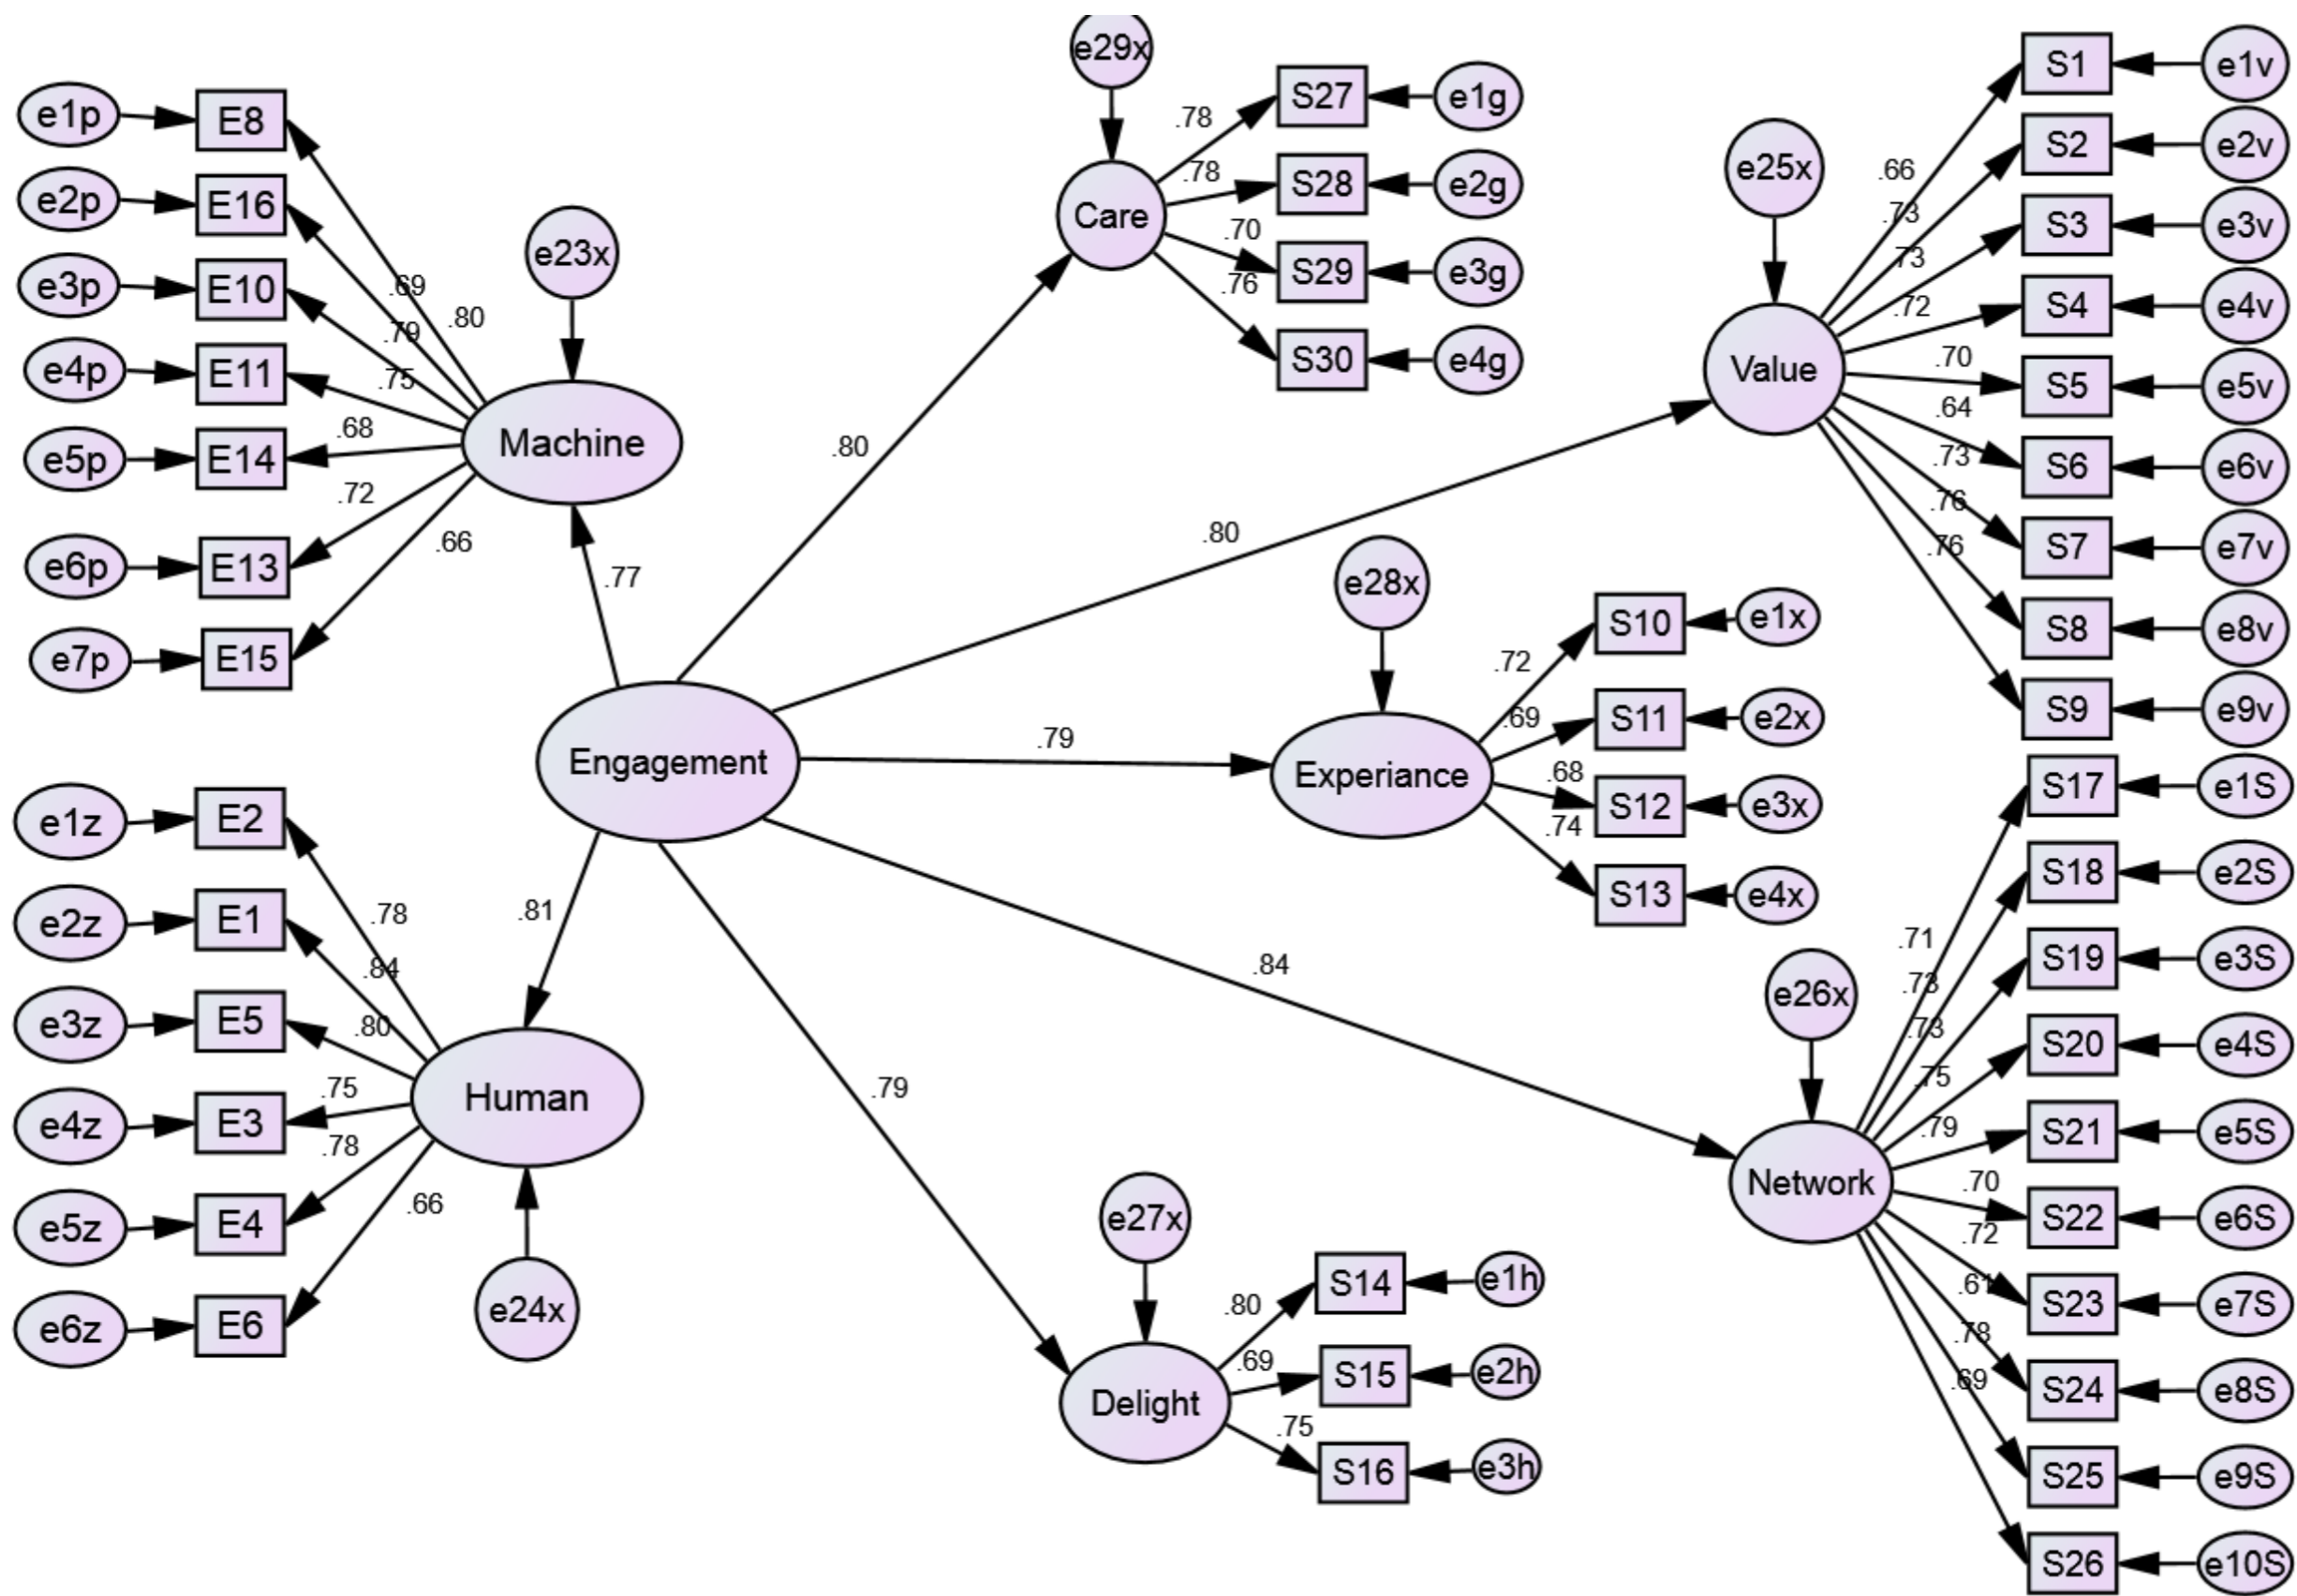 e1p
E8
.80
e2p
E16
.69
e3p
E10
.79
e4p
E11
.75
e5p
E14
.68
e6p
E13
.72
e7p
E15
.66
e23x
Machine
.77
Engagement
e1z
E2
.78
e2z
E1
.84
e3z
E5
.80
e4z
E3
.75
e5z
E4
.78
e6z
E6
.66
Human
.81
e24x
e29x
Care
.80
.78
S27
e1g
.78
S28
e2g
.70
S29
e3g
.76
S30
e4g
e25x
Value
.80
.66
S1
e1v
.73
S2
e2v
.73
S3
e3v
.72
S4
e4v
.70
S5
e5v
.64
S6
e6v
.73
S7
e7v
.76
S8
e8v
.76
S9
e9v
e28x
Experiance
.79
.72
S10
e1x
.69
S11
e2x
.68
S12
e3x
.74
S13
e4x
e26x
Network
.84
.71
S17
e1S
.73
S18
e2S
.73
S19
e3S
.75
S20
e4S
.79
S21
e5S
.70
S22
e6S
.72
S23
e7S
.61
S24
e8S
.78
S25
e9S
.69
S26
e10S
e27x
Delight
.79
.80
S14
e1h
.69
S15
e2h
.75
S16
e3h